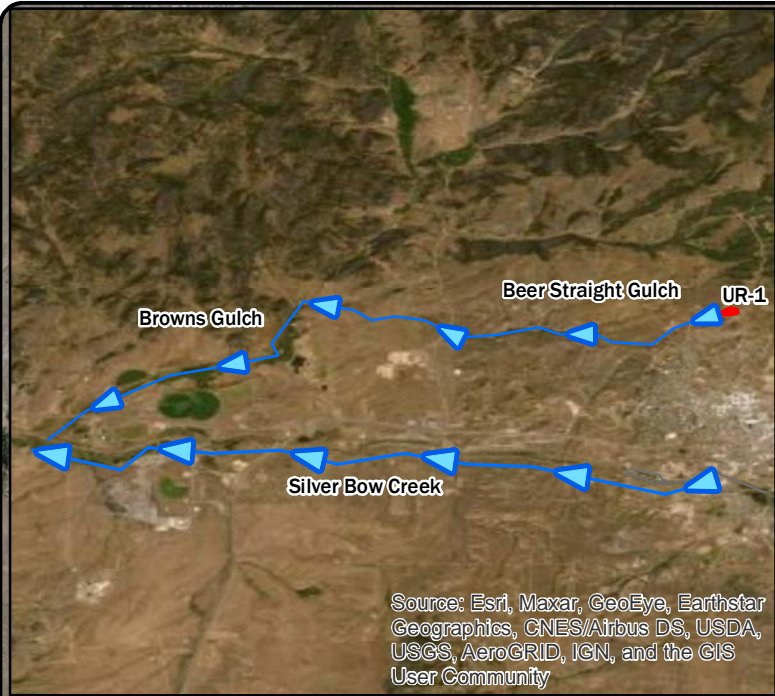 Beer Straight Gulch
UR-1
Browns Gulch
Silver Bow Creek
Source: Esri, Maxar, GeoEye, Earthstar
Geographics, CNES/Airbus DS, USDA,
USGS, AeroGRID, IGN, and the GIS
User Community